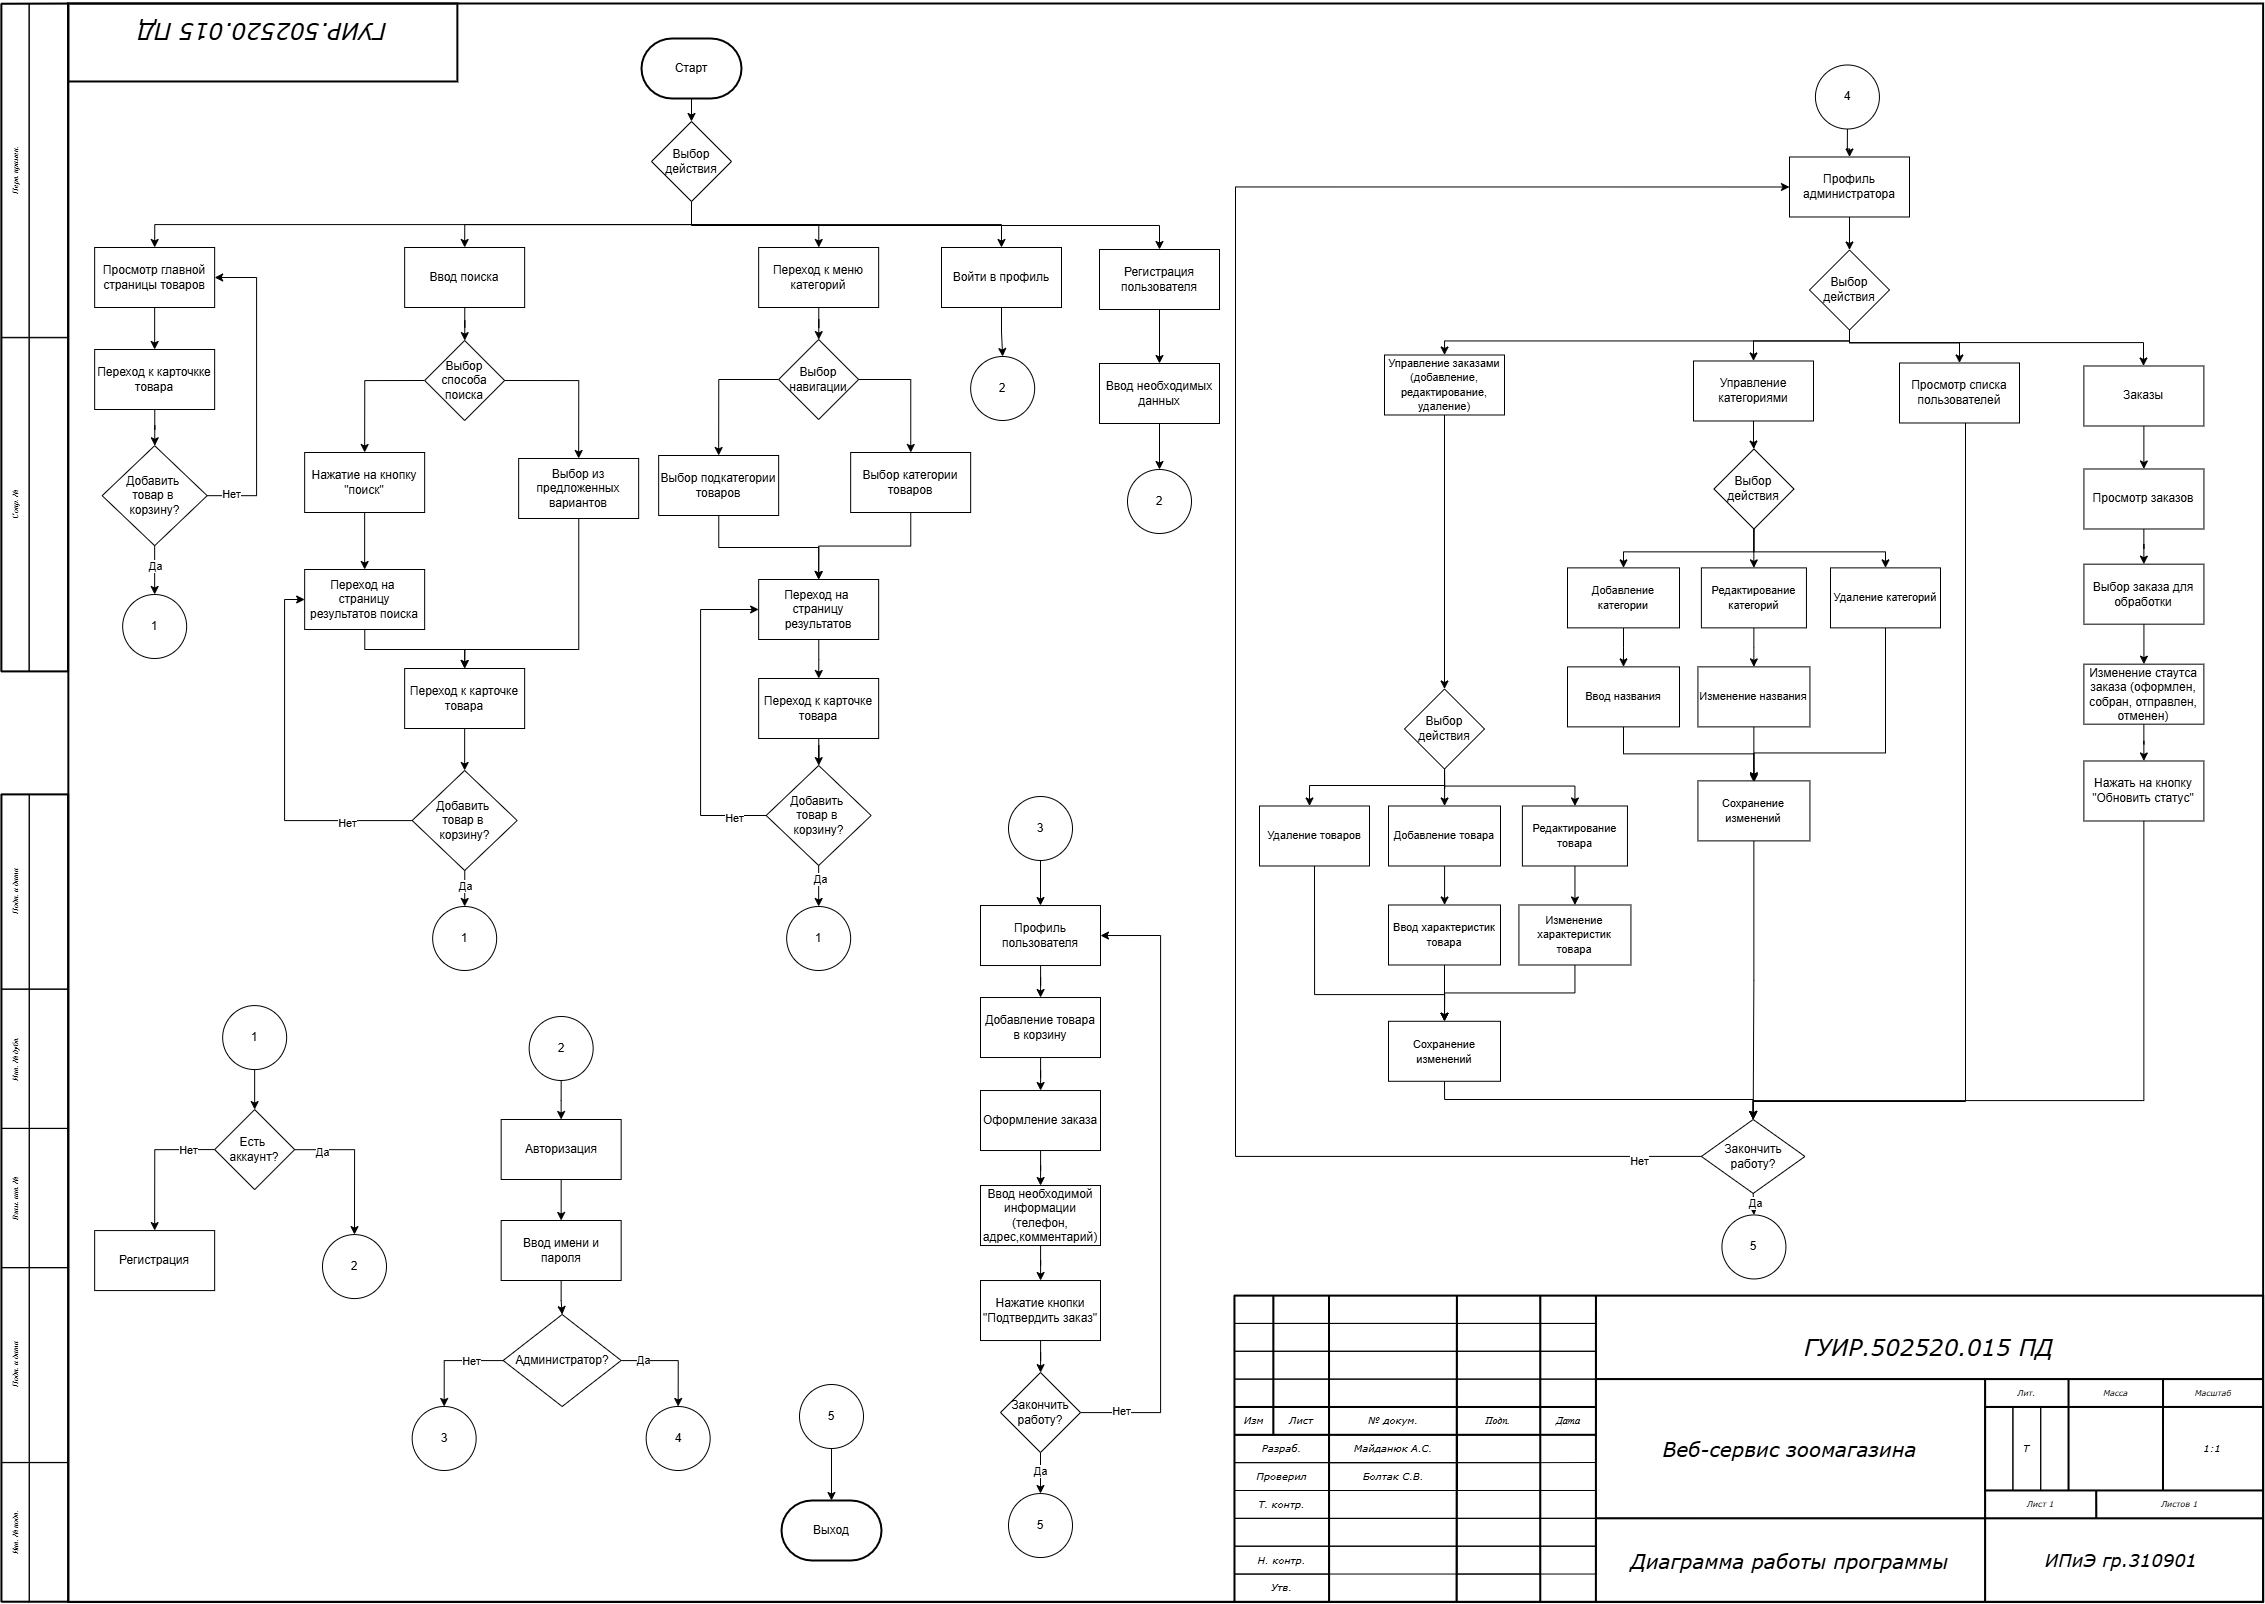 ГУИР.502520.015 ПД
Перв. примен.
Спр. №
Подп. и дата
Инв. № дубл.
Взам. инв. №
Подп. и дата
Инв. № подл.
Старт
Выбор
действия
Просмотр главной
страницы товаров
Переход к карточкке
товара
Добавить
товар в
корзину?
Нет
Да
1
Ввод поиска
Выбор
способа
поиска
Нажатие на кнопку
"поиск"
Выбор из
предложенных
вариантов
Переход на
страницу
результатов поиска
Переход к карточке
товара
Добавить
товар в
корзину?
Нет
Да
1
Переход к меню
категорий
Выбор
навигации
Выбор подкатегории
товаров
Выбор категории
товаров
Переход на
страницу
результатов
Переход к карточке
товара
Добавить
товар в
корзину?
Нет
Да
1
Войти в профиль
2
Регистрация
пользователя
Ввод необходимых
данных
2
1
Есть
аккаунт?
Нет
Да
Регистрация
2
2
Авторизация
Ввод имени и
пароля
Администратор?
Нет
Да
3
4
5
Выход
3
Профиль
пользователя
Добавление товара
в корзину
Оформление заказа
Ввод необходимой
информации
(телефон,
адрес,комментарий)
Нажатие кнопки
"Подтвердить заказ"
Закончить
работу?
Нет
Да
5
4
Профиль
администратора
Выбор
действия
Управление заказами
(добавление,
редактирование,
удаление)
Выбор
действия
Удаление товаров
Добавление товара
Редактирование
товара
Ввод характеристик
товара
Изменение
характеристик
товара
Сохранение
изменений
Управление
категориями
Выбор
действия
Добавление
категории
Редактирование
категорий
Удаление категорий
Ввод названия
Изменение названия
Сохранение
изменений
Просмотр списка
пользователей
Заказы
Просмотр заказов
Выбор заказа для
обработки
Изменение стаутса
заказа (оформлен,
собран, отправлен,
отменен)
Нажать на кнопку
"Обновить статус"
Закончить
работу?
Нет
Да
5
ГУИР.502520.015 ПД
Изм Лист № докум. Подп. Дата
Разраб. Майданюк А.С.
Проверил Болтак С.В.
Т. контр.
Н. контр.
Утв.
Веб-сервис зоомагазина
Лит. Масса Масштаб
Т 1:1
Лист 1 Листов 1
Диаграмма работы программы
ИПиЭ гр.310901